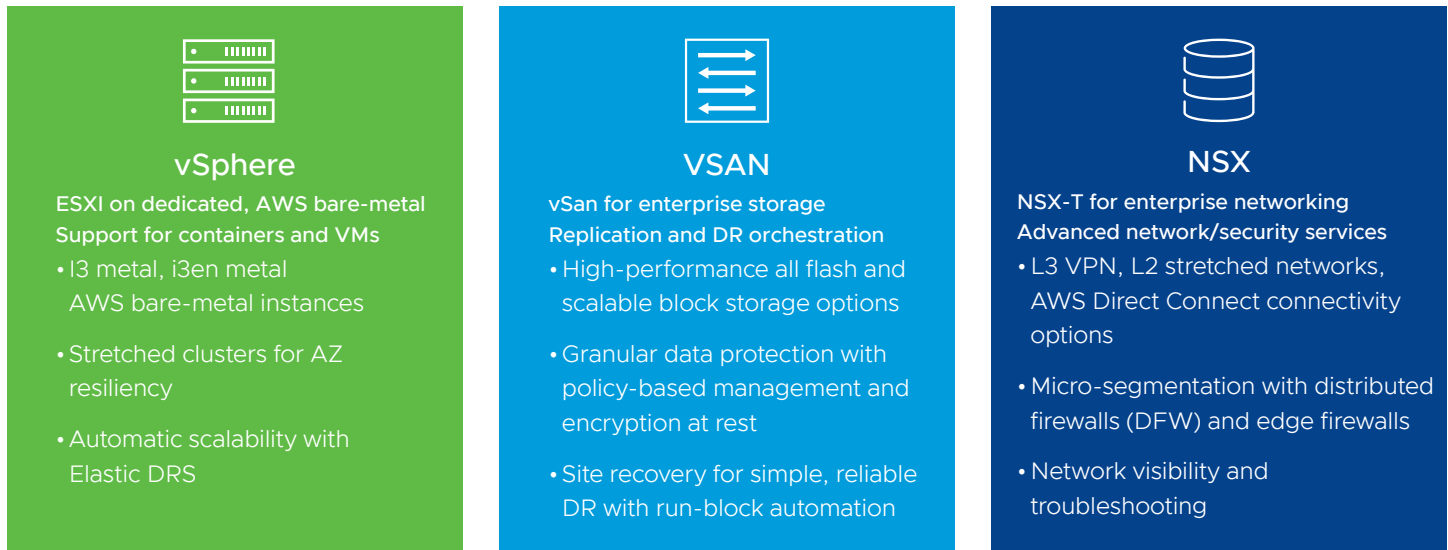 vSphere
ESXI on dedicated, AWS bare-metal
Support for containers and VMs
• I3 metal, i3en metal
AWS bare-metal instances
• Stretched clusters for AZ
resiliency
• Automatic scalability with
Elastic DRS
VSAN
vSan for enterprise storage
Replication and DR orchestration
• High-performance all flash and
scalable block storage options
• Granular data protection with
policy-based management and
encryption at rest
• Site recovery for simple, reliable
DR with run-block automation
NSX
NSX-T for enterprise networking
Advanced network/security services
• L3 VPN, L2 stretched networks,
AWS Direct Connect connectivity
options
• Micro-segmentation with distributed
firewalls (DFW) and edge firewalls
• Network visibility and
troubleshooting